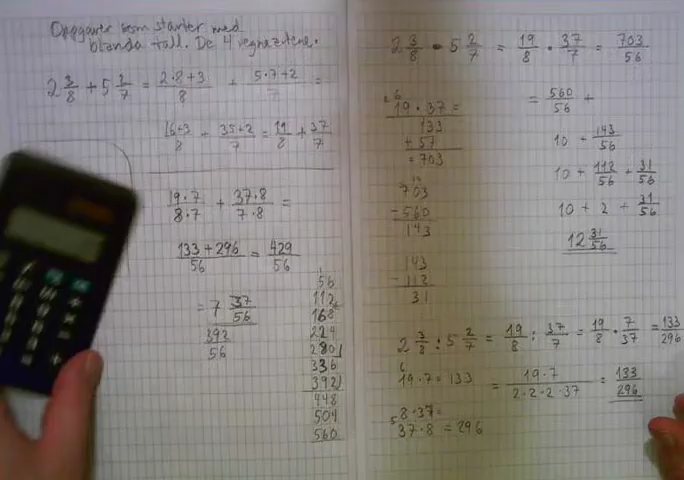 Oppgaver som starter med
blanda tall. De 4 regneartene.
2 3/8 + 5 2/7 = (2·8+3)/8 + (5·7+2)/7 =
(16+3)/8 + (35+2)/7 = 19/8 + 37/7
(19·7)/(8·7) + (37·8)/(7·8) =
(133+296)/56 = 429/56
= 7 37/56
392/56
56
112
168
224
280
336
392
448
504
560
2 3/8 · 5 2/7 = 19/8 · 37/7 = 703/56
19·37 =
133
+57
=703
= 560/56 +
10 + 143/56
10 + 112/56 + 31/56
10 + 2 + 31/56
12 31/56
703
=560
143
143
-112
31
2 3/8 : 5 2/7 = 19/8 : 37/7 = 19/8 · 7/37 = 133/296
19·7 = 133
= (19·7)/(2·2·2·37) = 133/296
8·37=
37·8 = 296